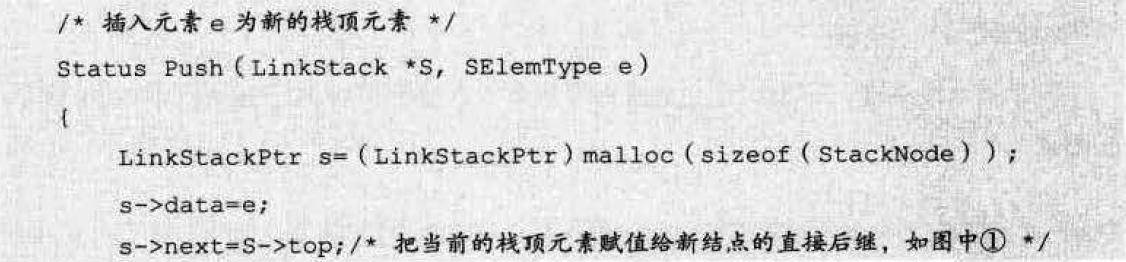 /* 插入元素 e 为新的栈顶元素 */
Status Push(LinkStack *S, SElemType e)
{
LinkStackPtr s=(LinkStackPtr)malloc(sizeof(StackNode));
s->data=e;
s->next=S->top;/* 把当前的栈顶元素赋值给新结点的直接后继，如图中① */